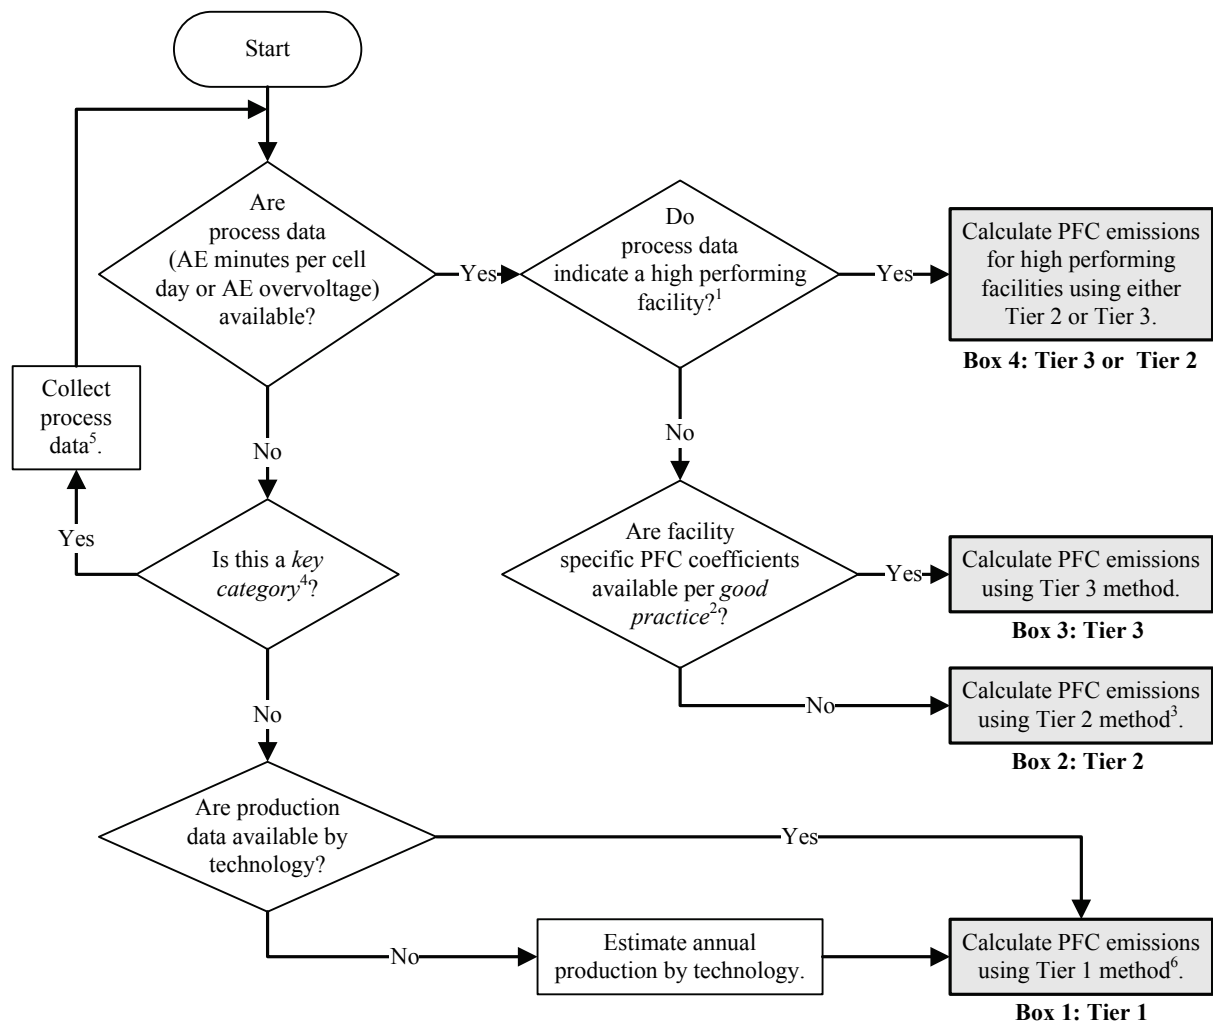 Start
Are
process data
(AE minutes per cell
day or AE overvoltage)
available?
Yes
Do
process data
indicate a high performing
facility?¹
Yes
Calculate PFC emissions
for high performing
facilities using either
Tier 2 or Tier 3.
Box 4: Tier 3 or Tier 2
Collect
process
data⁵.
No
No
Yes
Is this a key
category⁴?
Are facility
specific PFC coefficients
available per good
practice²?
Yes
Calculate PFC emissions
using Tier 3 method.
Box 3: Tier 3
No
No
Calculate PFC emissions
using Tier 2 method³.
Box 2: Tier 2
Are production
data available by
technology?
Yes
No
Estimate annual
production by technology.
Calculate PFC emissions
using Tier 1 method⁶.
Box 1: Tier 1